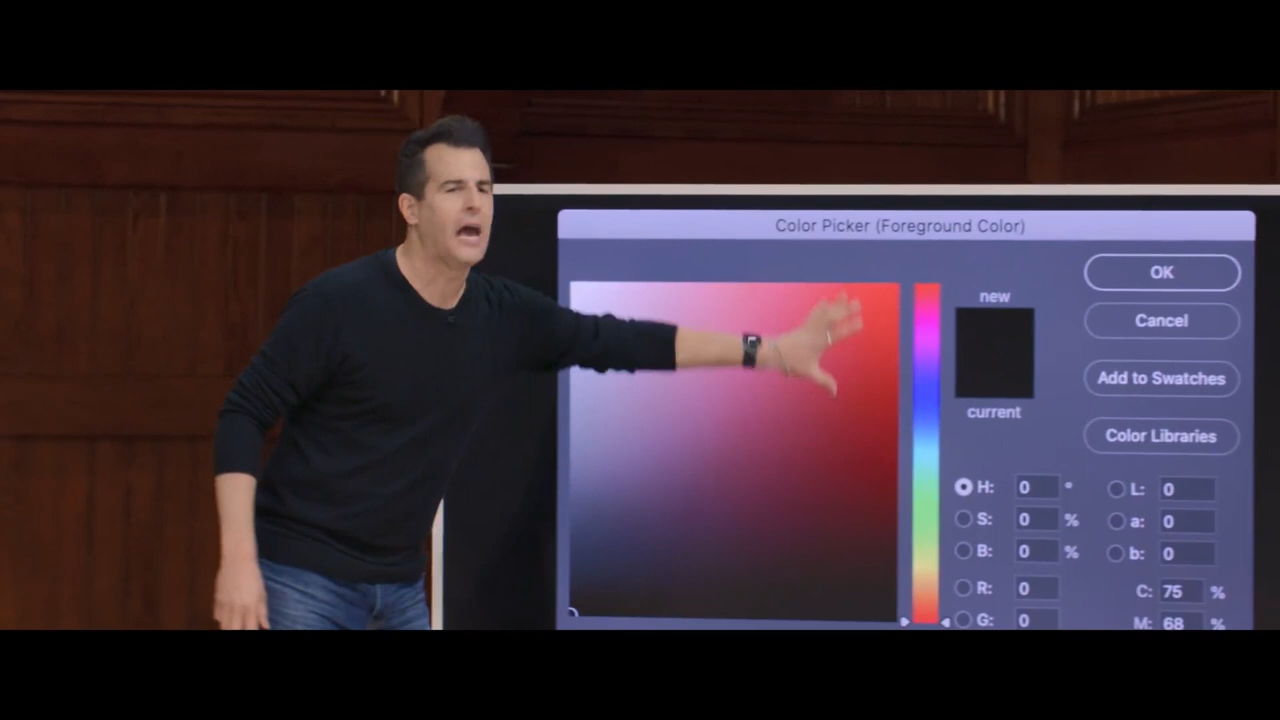 Color Picker (Foreground Color)
OK
new
Cancel
Add to Swatches
current
Color Libraries
H: 0 ° L: 0
S: 0 % a: 0
B: 0 % b: 0
R: 0 C: 75 %
G: 0 M: 68 %